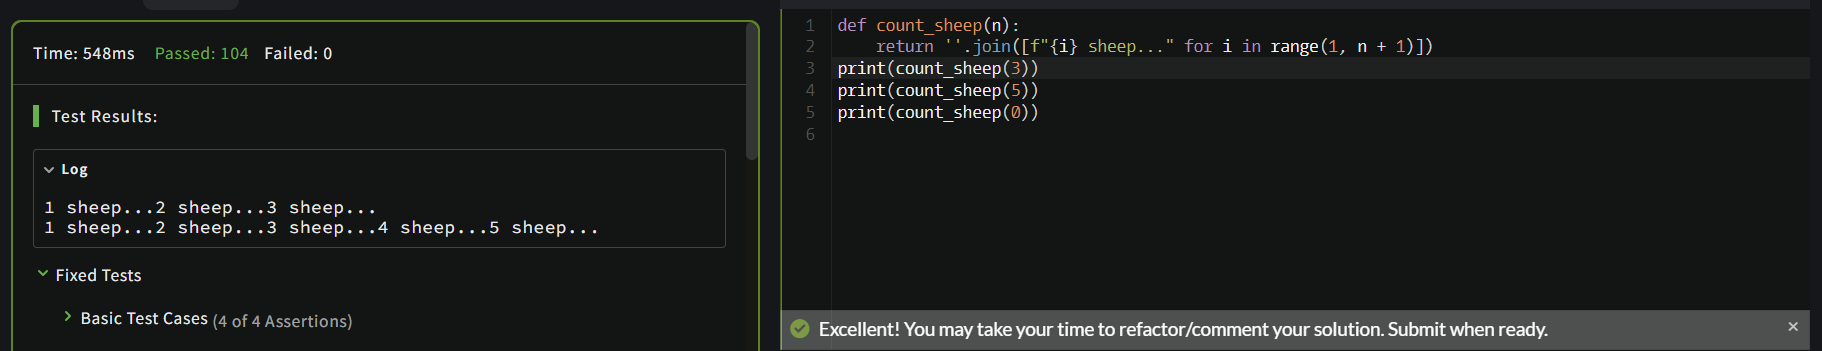 Time: 548ms Passed: 104 Failed: 0
Test Results:
Log
1 sheep...2 sheep...3 sheep...
1 sheep...2 sheep...3 sheep...4 sheep...5 sheep...
Fixed Tests
Basic Test Cases (4 of 4 Assertions)
1 def count_sheep(n):
2     return ''.join([f"{i} sheep..." for i in range(1, n + 1)])
3 print(count_sheep(3))
4 print(count_sheep(5))
5 print(count_sheep(0))
6
Excellent! You may take your time to refactor/comment your solution. Submit when ready. ×